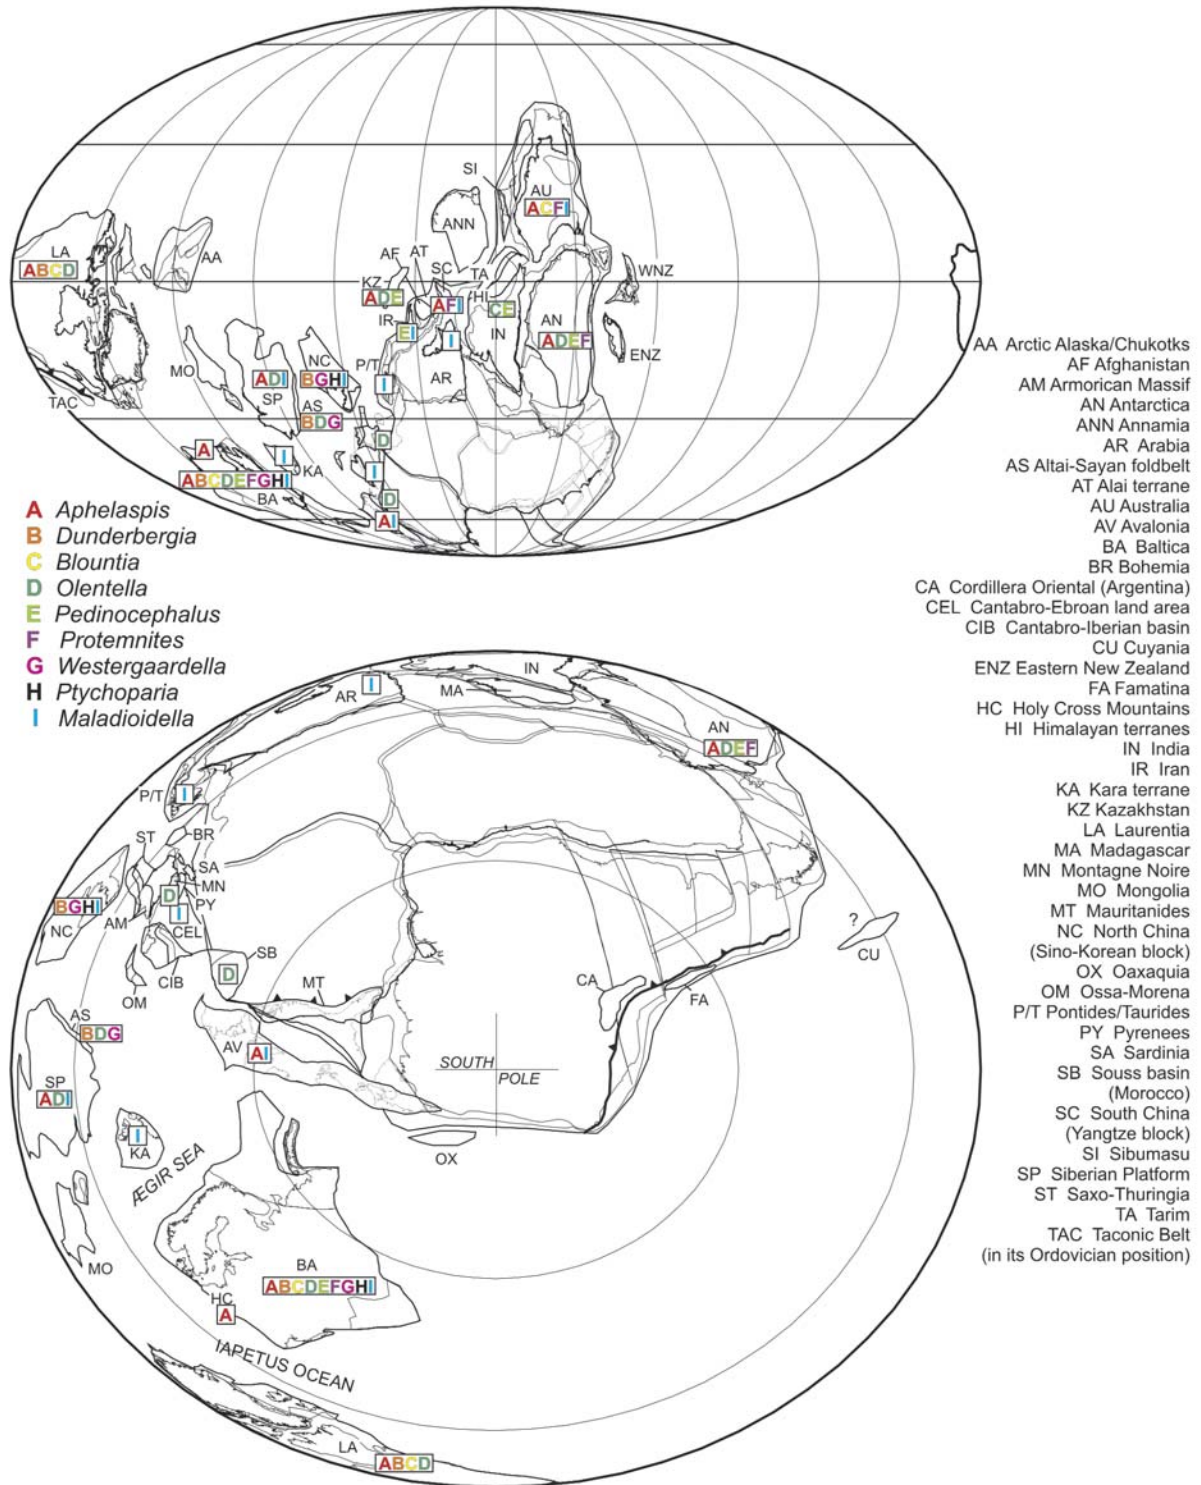 SI
AU
ACFI
ANN
LA
ABCD
AA
AF
AT
SC
TA
WNZ
KZ
ADE
AFI
HI
CE
IR
EI
I
IN
AN
ADEF
ENZ
MO
NC
P/T
AR
ADI
BGHI
I
SP
TAC
AS
BDG
D
A
I
KA
I
ABCDEFGHI
BA
D
AI
A Aphelaspis
B Dunderbergia
C Blountia
D Olentella
E Pedinocephalus
F Protemnites
G Westergaardella
H Ptychoparia
I Maladioidella
AA Arctic Alaska/Chukotks
AF Afghanistan
AM Armorican Massif
AN Antarctica
ANN Annamia
AR Arabia
AS Altai-Sayan foldbelt
AT Alai terrane
AU Australia
AV Avalonia
BA Baltica
BR Bohemia
CA Cordillera Oriental (Argentina)
CEL Cantabro-Ebroan land area
CIB Cantabro-Iberian basin
CU Cuyania
ENZ Eastern New Zealand
FA Famatina
HC Holy Cross Mountains
HI Himalayan terranes
IN India
IR Iran
KA Kara terrane
KZ Kazakhstan
LA Laurentia
MA Madagascar
MN Montagne Noire
MO Mongolia
MT Mauritanides
NC North China
(Sino-Korean block)
OX Oaxaquia
OM Ossa-Morena
P/T Pontides/Taurides
PY Pyrenees
SA Sardinia
SB Souss basin
(Morocco)
SC South China
(Yangtze block)
SI Sibumasu
SP Siberian Platform
ST Saxo-Thuringia
TA Tarim
TAC Taconic Belt
(in its Ordovician position)
IN
AR
I
MA
AN
ADEF
P/T
I
ST
BR
SA
MN
D
PY
BGHI
I
NC
AM
CEL
?
CU
SB
CIB
D
OM
MT
CA
FA
AS
BDG
AV
AI
SOUTH
POLE
SP
ADI
I
KA
OX
ÆGIR SEA
MO
BA
ABCDEFGHI
HC
A
IAPETUS OCEAN
LA
ABCD